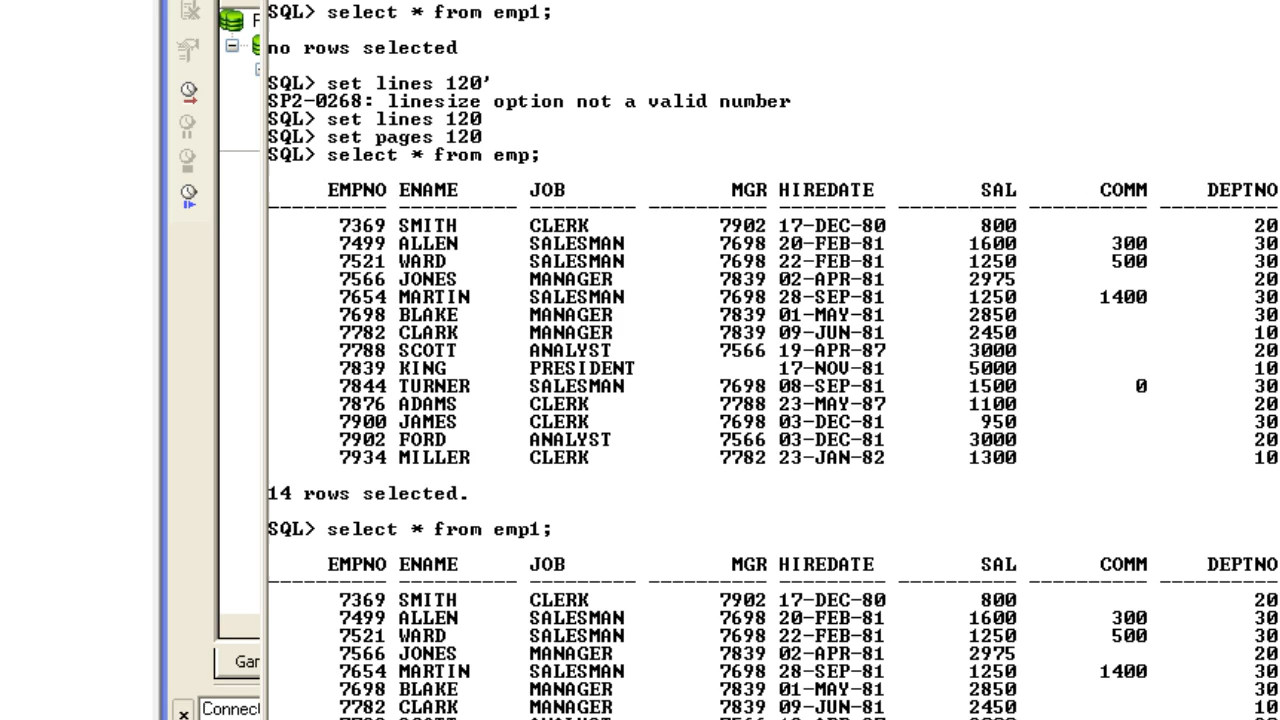 SQL> select * from emp1;
no rows selected
SQL> set lines 120'
SP2-0268: linesize option not a valid number
SQL> set lines 120
SQL> set pages 120
SQL> select * from emp;
EMPNO ENAME JOB MGR HIREDATE SAL COMM DEPTNO
---------- ---------- --------- ---------- --------- ---------- ---------- ----------
7369 SMITH CLERK 7902 17-DEC-80 800 20
7499 ALLEN SALESMAN 7698 20-FEB-81 1600 300 30
7521 WARD SALESMAN 7698 22-FEB-81 1250 500 30
7566 JONES MANAGER 7839 02-APR-81 2975 20
7654 MARTIN SALESMAN 7698 28-SEP-81 1250 1400 30
7698 BLAKE MANAGER 7839 01-MAY-81 2850 30
7782 CLARK MANAGER 7839 09-JUN-81 2450 10
7788 SCOTT ANALYST 7566 19-APR-87 3000 20
7839 KING PRESIDENT 17-NOV-81 5000 10
7844 TURNER SALESMAN 7698 08-SEP-81 1500 0 30
7876 ADAMS CLERK 7788 23-MAY-87 1100 20
7900 JAMES CLERK 7698 03-DEC-81 950 30
7902 FORD ANALYST 7566 03-DEC-81 3000 20
7934 MILLER CLERK 7782 23-JAN-82 1300 10
14 rows selected.
SQL> select * from emp1;
EMPNO ENAME JOB MGR HIREDATE SAL COMM DEPTNO
---------- ---------- --------- ---------- --------- ---------- ---------- ----------
7369 SMITH CLERK 7902 17-DEC-80 800 20
7499 ALLEN SALESMAN 7698 20-FEB-81 1600 300 30
7521 WARD SALESMAN 7698 22-FEB-81 1250 500 30
7566 JONES MANAGER 7839 02-APR-81 2975 20
7654 MARTIN SALESMAN 7698 28-SEP-81 1250 1400 30
7698 BLAKE MANAGER 7839 01-MAY-81 2850 30
7782 CLARK MANAGER 7839 09-JUN-81 2450 10
Gar
Connec